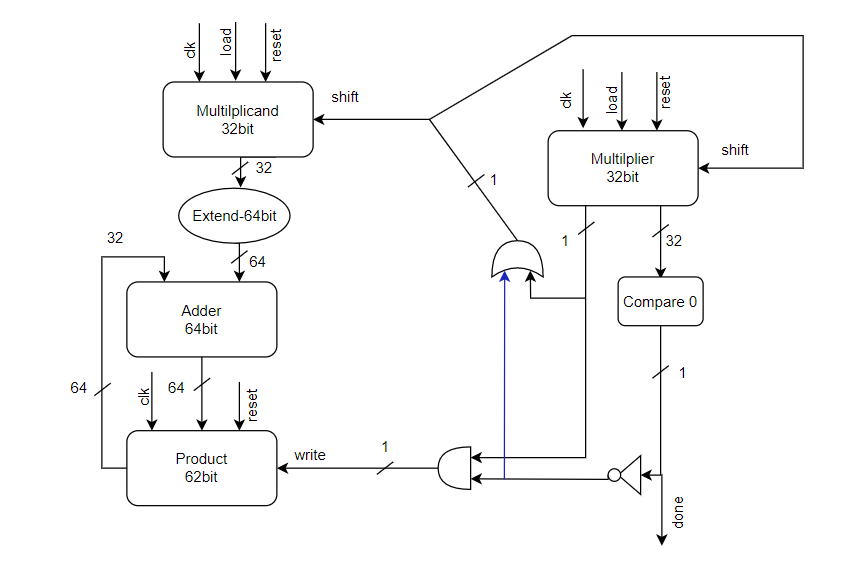 clk
load
reset
Multilplicand
32bit
shift
32
Extend-64bit
64
32
Adder
64bit
64
64
clk
reset
Product
62bit
write
1
1
clk
load
reset
Multilplier
32bit
shift
1
32
Compare 0
1
done